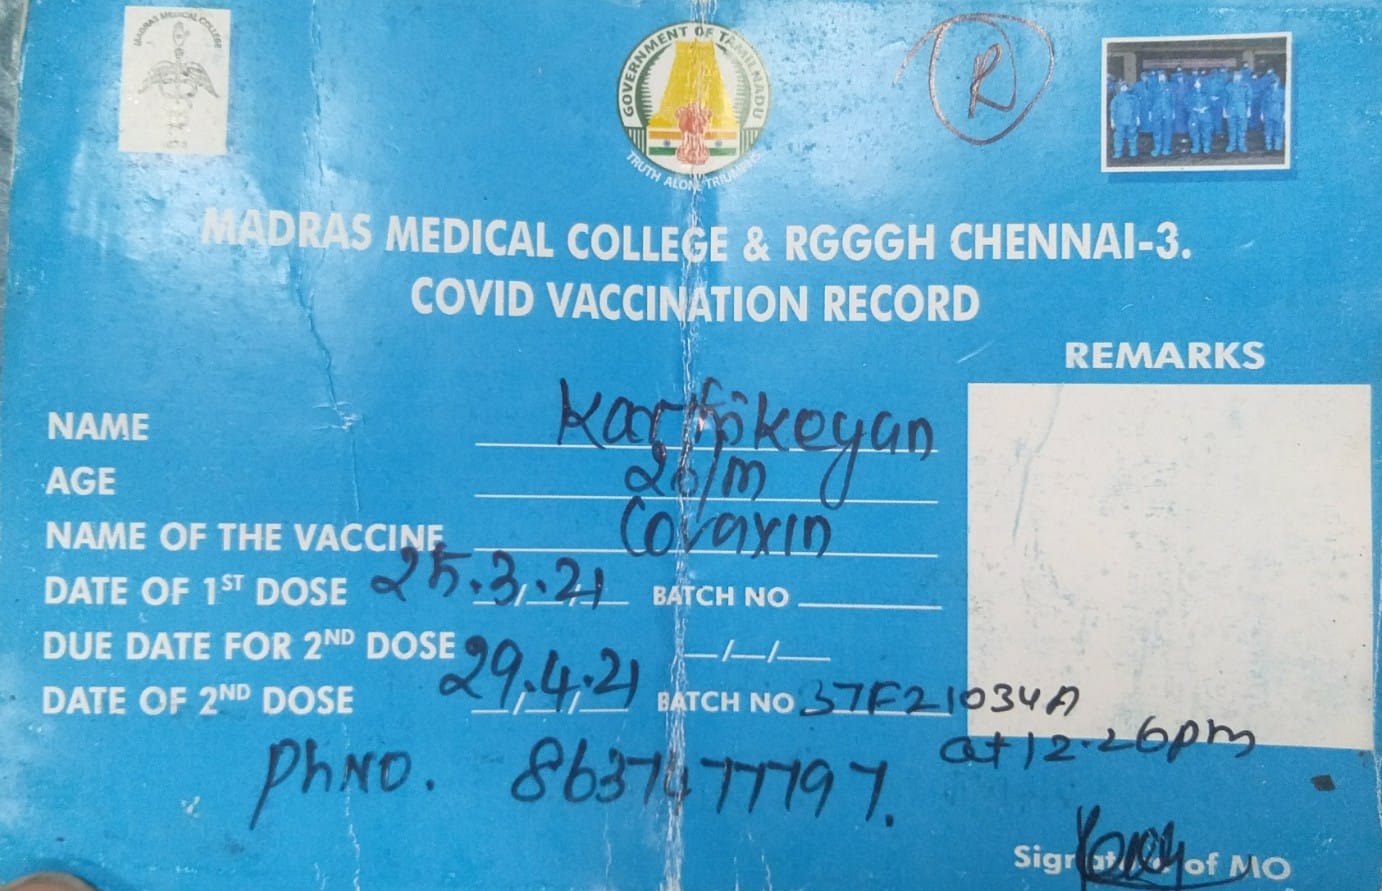 MADRAS MEDICAL COLLEGE
1835
GOVERNMENT OF TAMILNADU
TRUTH ALONE TRIUMPHS
R
MADRAS MEDICAL COLLEGE & RGGGH CHENNAI-3.
COVID VACCINATION RECORD
REMARKS
NAME Karthikeyan
AGE 26/m
NAME OF THE VACCINE Covaxin
DATE OF 1ST DOSE 25.3.21 BATCH NO
DUE DATE FOR 2ND DOSE
DATE OF 2ND DOSE 29.4.21 BATCH NO 37F21034A
at 12.26pm
PhNO.
Signature of MO